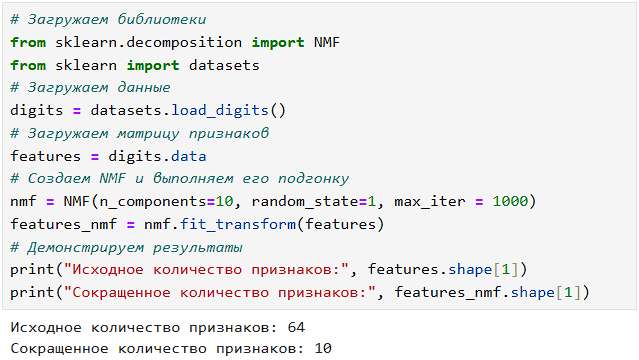 # Загружаем библиотеки
from sklearn.decomposition import NMF
from sklearn import datasets
# Загружаем данные
digits = datasets.load_digits()
# Загружаем матрицу признаков
features = digits.data
# Создаем NMF и выполняем его подгонку
nmf = NMF(n_components=10, random_state=1, max_iter = 1000)
features_nmf = nmf.fit_transform(features)
# Демонстрируем результаты
print("Исходное количество признаков:", features.shape[1])
print("Сокращенное количество признаков:", features_nmf.shape[1])
Исходное количество признаков: 64
Сокращенное количество признаков: 10